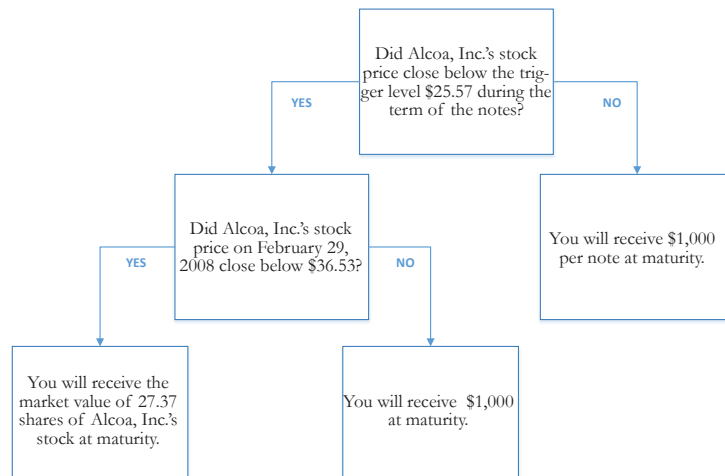 Did Alcoa, Inc.'s stock
price close below the trig-
ger level $25.57 during the
term of the notes?
YES
NO
Did Alcoa, Inc.'s stock
price on February 29,
2008 close below $36.53?
You will receive $1,000
per note at maturity.
YES
NO
You will receive the
market value of 27.37
shares of Alcoa, Inc.'s
stock at maturity.
You will receive $1,000
at maturity.